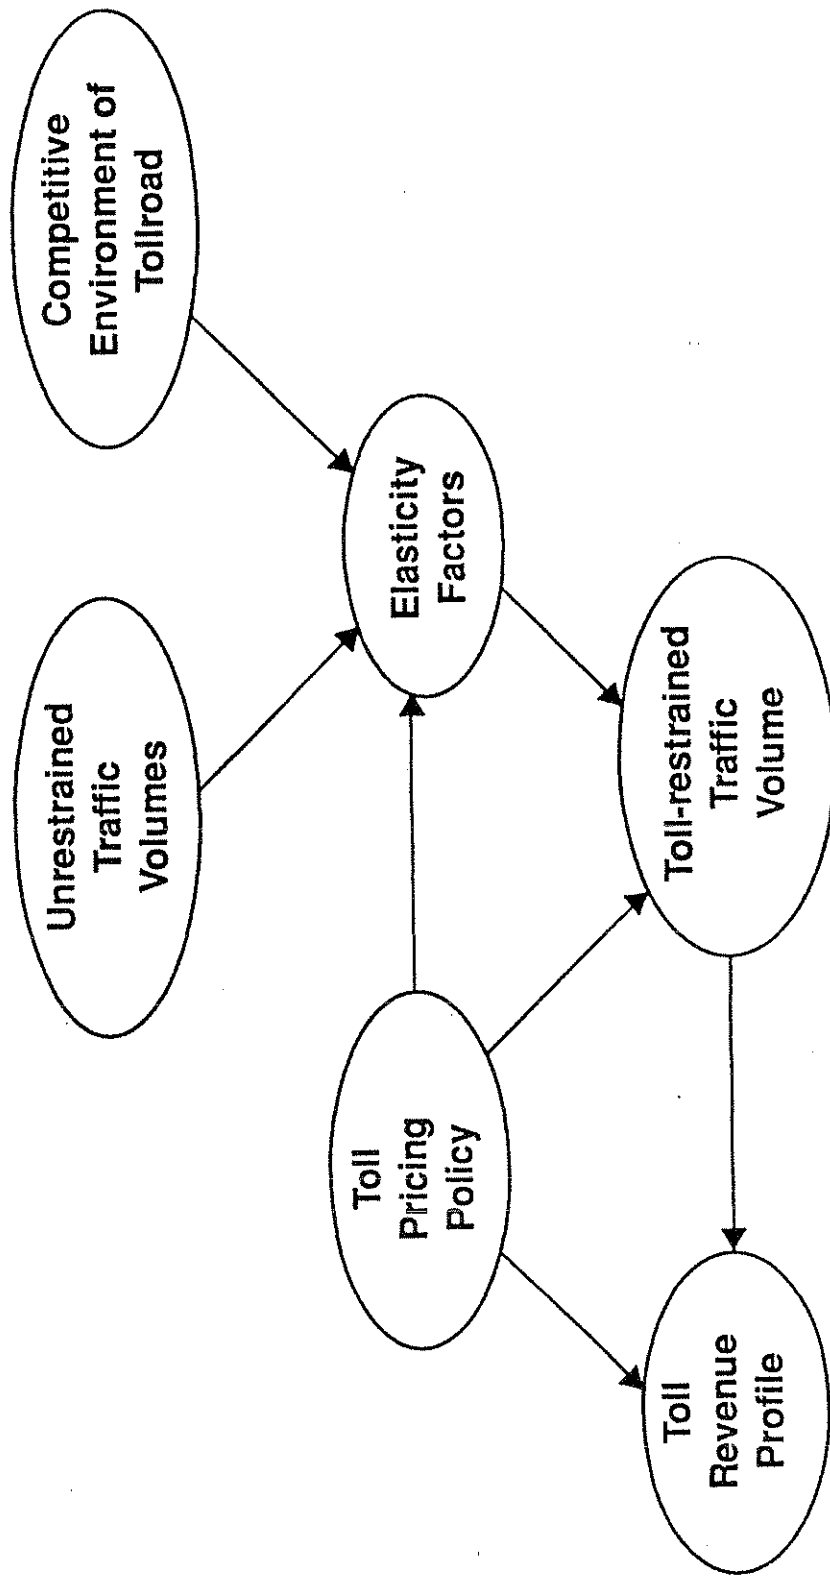 Unrestrained
Traffic
Volumes
Competitive
Environment of
Tollroad
Toll
Pricing
Policy
Elasticity
Factors
Toll
Revenue
Profile
Toll-restrained
Traffic
Volume